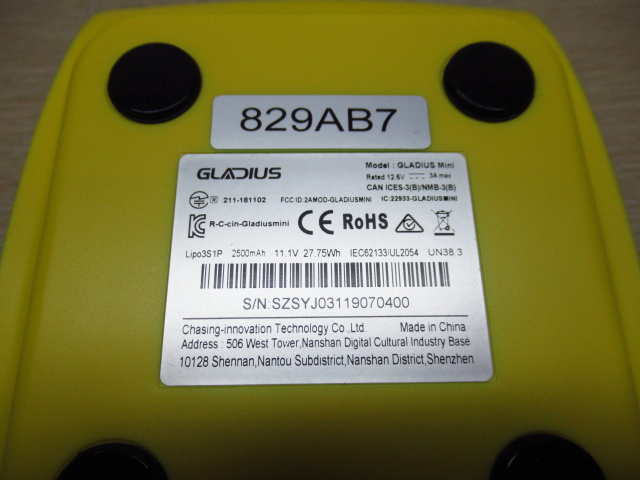 829AB7
GLADIUS
Model : GLADIUS Mini
Rated 12.6V 3A max
CAN ICES-3(B)/NMB-3(B)
R 211-181102 FCC ID:2AMOD-GLADIUSMINI IC:22933-GLADIUSMINI
R-C-cin-Gladiusmini CE RoHS
Lipo3S1P 2500mAh 11.1V 27.75Wh IEC62133/UL2054 UN38.3
S/N:SZSYJ03119070400
Chasing-innovation Technology Co.,Ltd. Made in China
Address : 506 West Tower,Nanshan Digital Cultural Industry Base
10128 Shennan,Nantou Subdistrict,Nanshan District,Shenzhen